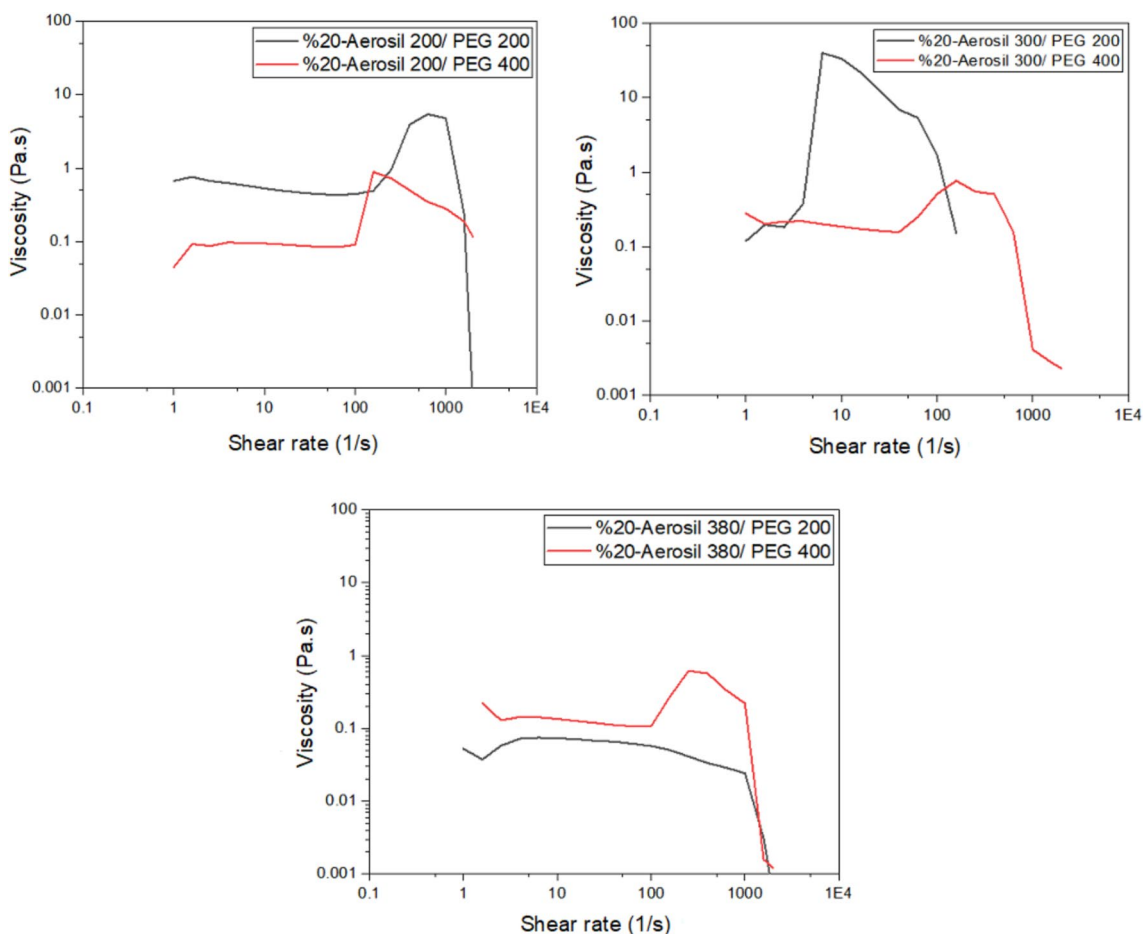 100
10
1
0.1
0.01
0.001
Viscosity (Pa.s)
%20-Aerosil 200/ PEG 200
%20-Aerosil 200/ PEG 400
0.1 1 10 100 1000 1E4
Shear rate (1/s)
100
10
1
0.1
0.01
0.001
Viscosity (Pa.s)
%20-Aerosil 300/ PEG 200
%20-Aerosil 300/ PEG 400
0.1 1 10 100 1000 1E4
Shear rate (1/s)
100
10
1
0.1
0.01
0.001
Viscosity (Pa.s)
%20-Aerosil 380/ PEG 200
%20-Aerosil 380/ PEG 400
0.1 1 10 100 1000 1E4
Shear rate (1/s)